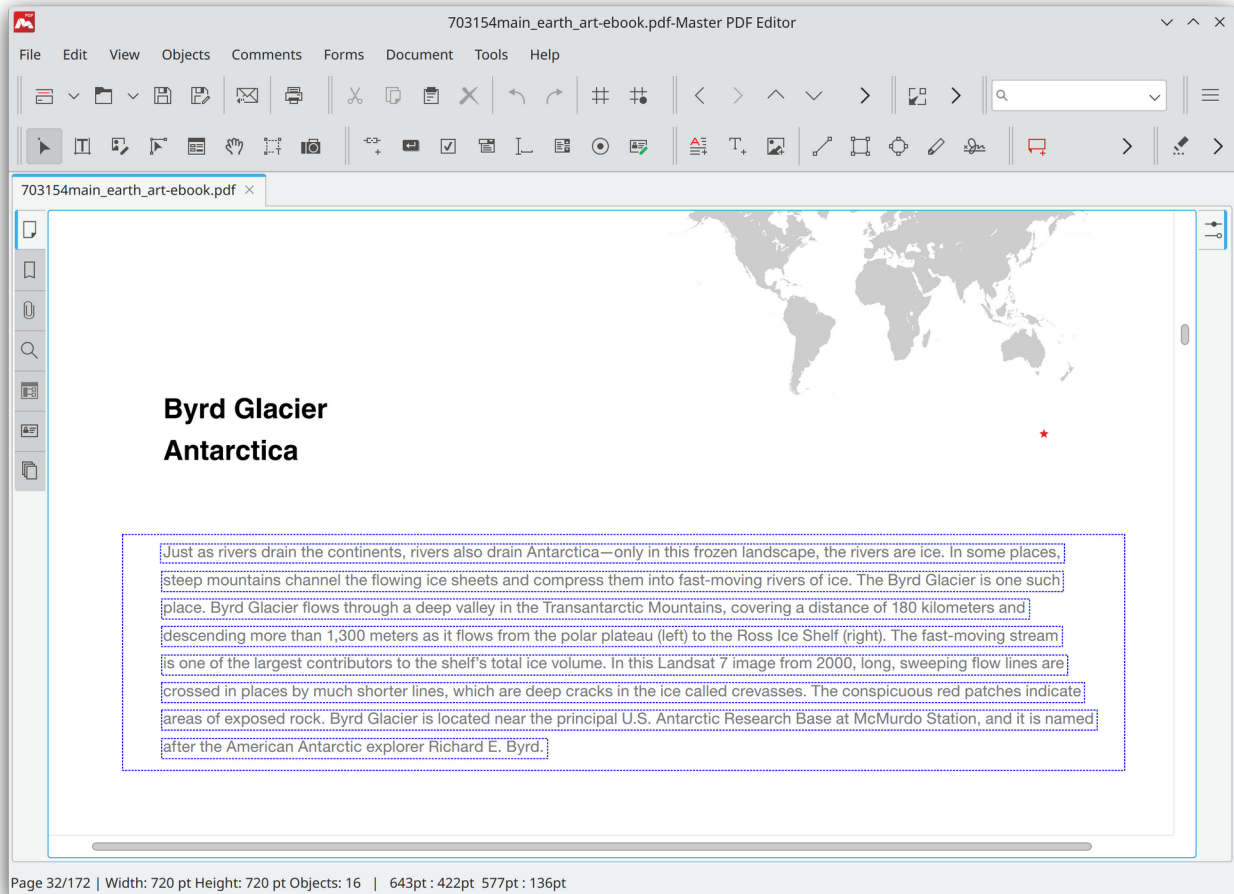 703154main_earth_art-ebook.pdf-Master PDF Editor
File Edit View Objects Comments Forms Document Tools Help
703154main_earth_art-ebook.pdf
Byrd Glacier
Antarctica
Just as rivers drain the continents, rivers also drain Antarctica—only in this frozen landscape, the rivers are ice. In some places,
steep mountains channel the flowing ice sheets and compress them into fast-moving rivers of ice. The Byrd Glacier is one such
place. Byrd Glacier flows through a deep valley in the Transantarctic Mountains, covering a distance of 180 kilometers and
descending more than 1,300 meters as it flows from the polar plateau (left) to the Ross Ice Shelf (right). The fast-moving stream
is one of the largest contributors to the shelf’s total ice volume. In this Landsat 7 image from 2000, long, sweeping flow lines are
crossed in places by much shorter lines, which are deep cracks in the ice called crevasses. The conspicuous red patches indicate
areas of exposed rock. Byrd Glacier is located near the principal U.S. Antarctic Research Base at McMurdo Station, and it is named
after the American Antarctic explorer Richard E. Byrd.
Page 32/172 | Width: 720 pt Height: 720 pt Objects: 16 | 643pt : 422pt 577pt : 136pt